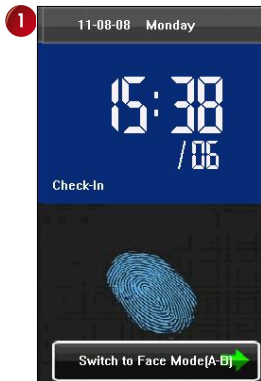 1
11-08-08 Monday
15:38
/06
Check-In
Switch to Face Mode(A-D)